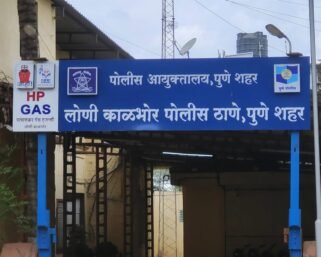 पोलीस आयुक्तालय,पुणे शहर
लोणी काळभोर पोलीस ठाणे,पुणे शहर
HP
GAS